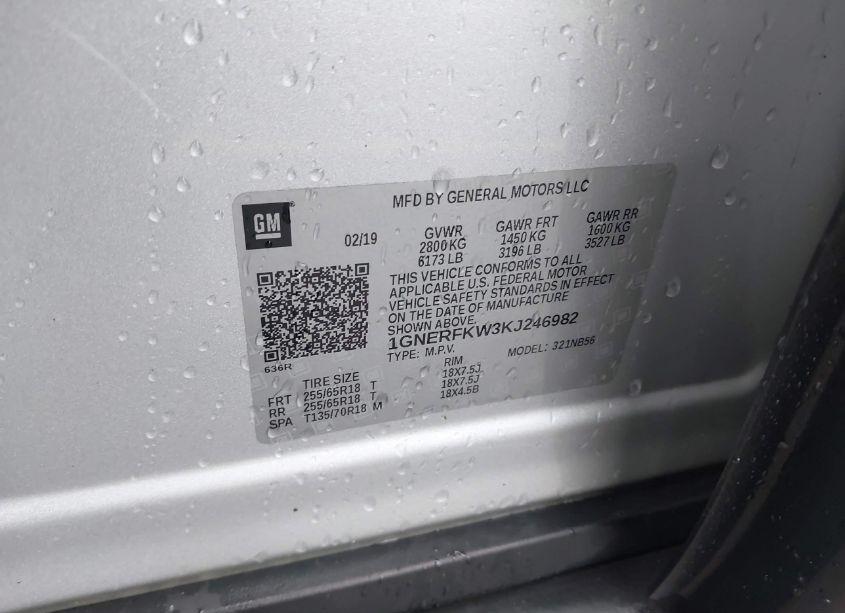 MFD BY GENERAL MOTORS LLC
GM
02/19
GVWR
2800 KG
6173 LB
GAWR FRT
1450 KG
3196 LB
GAWR RR
1600 KG
3527 LB
THIS VEHICLE CONFORMS TO ALL
APPLICABLE U.S. FEDERAL MOTOR
VEHICLE SAFETY STANDARDS IN EFFECT
ON THE DATE OF MANUFACTURE
SHOWN ABOVE.
1GNERFKW3KJ246982
TYPE: M.P.V.
MODEL: 321NB56
636R
TIRE SIZE
RIM
FRT 255/65R18 T 18X7.5J
RR 255/65R18 T 18X7.5J
SPA T135/70R18 M 18X4.5B